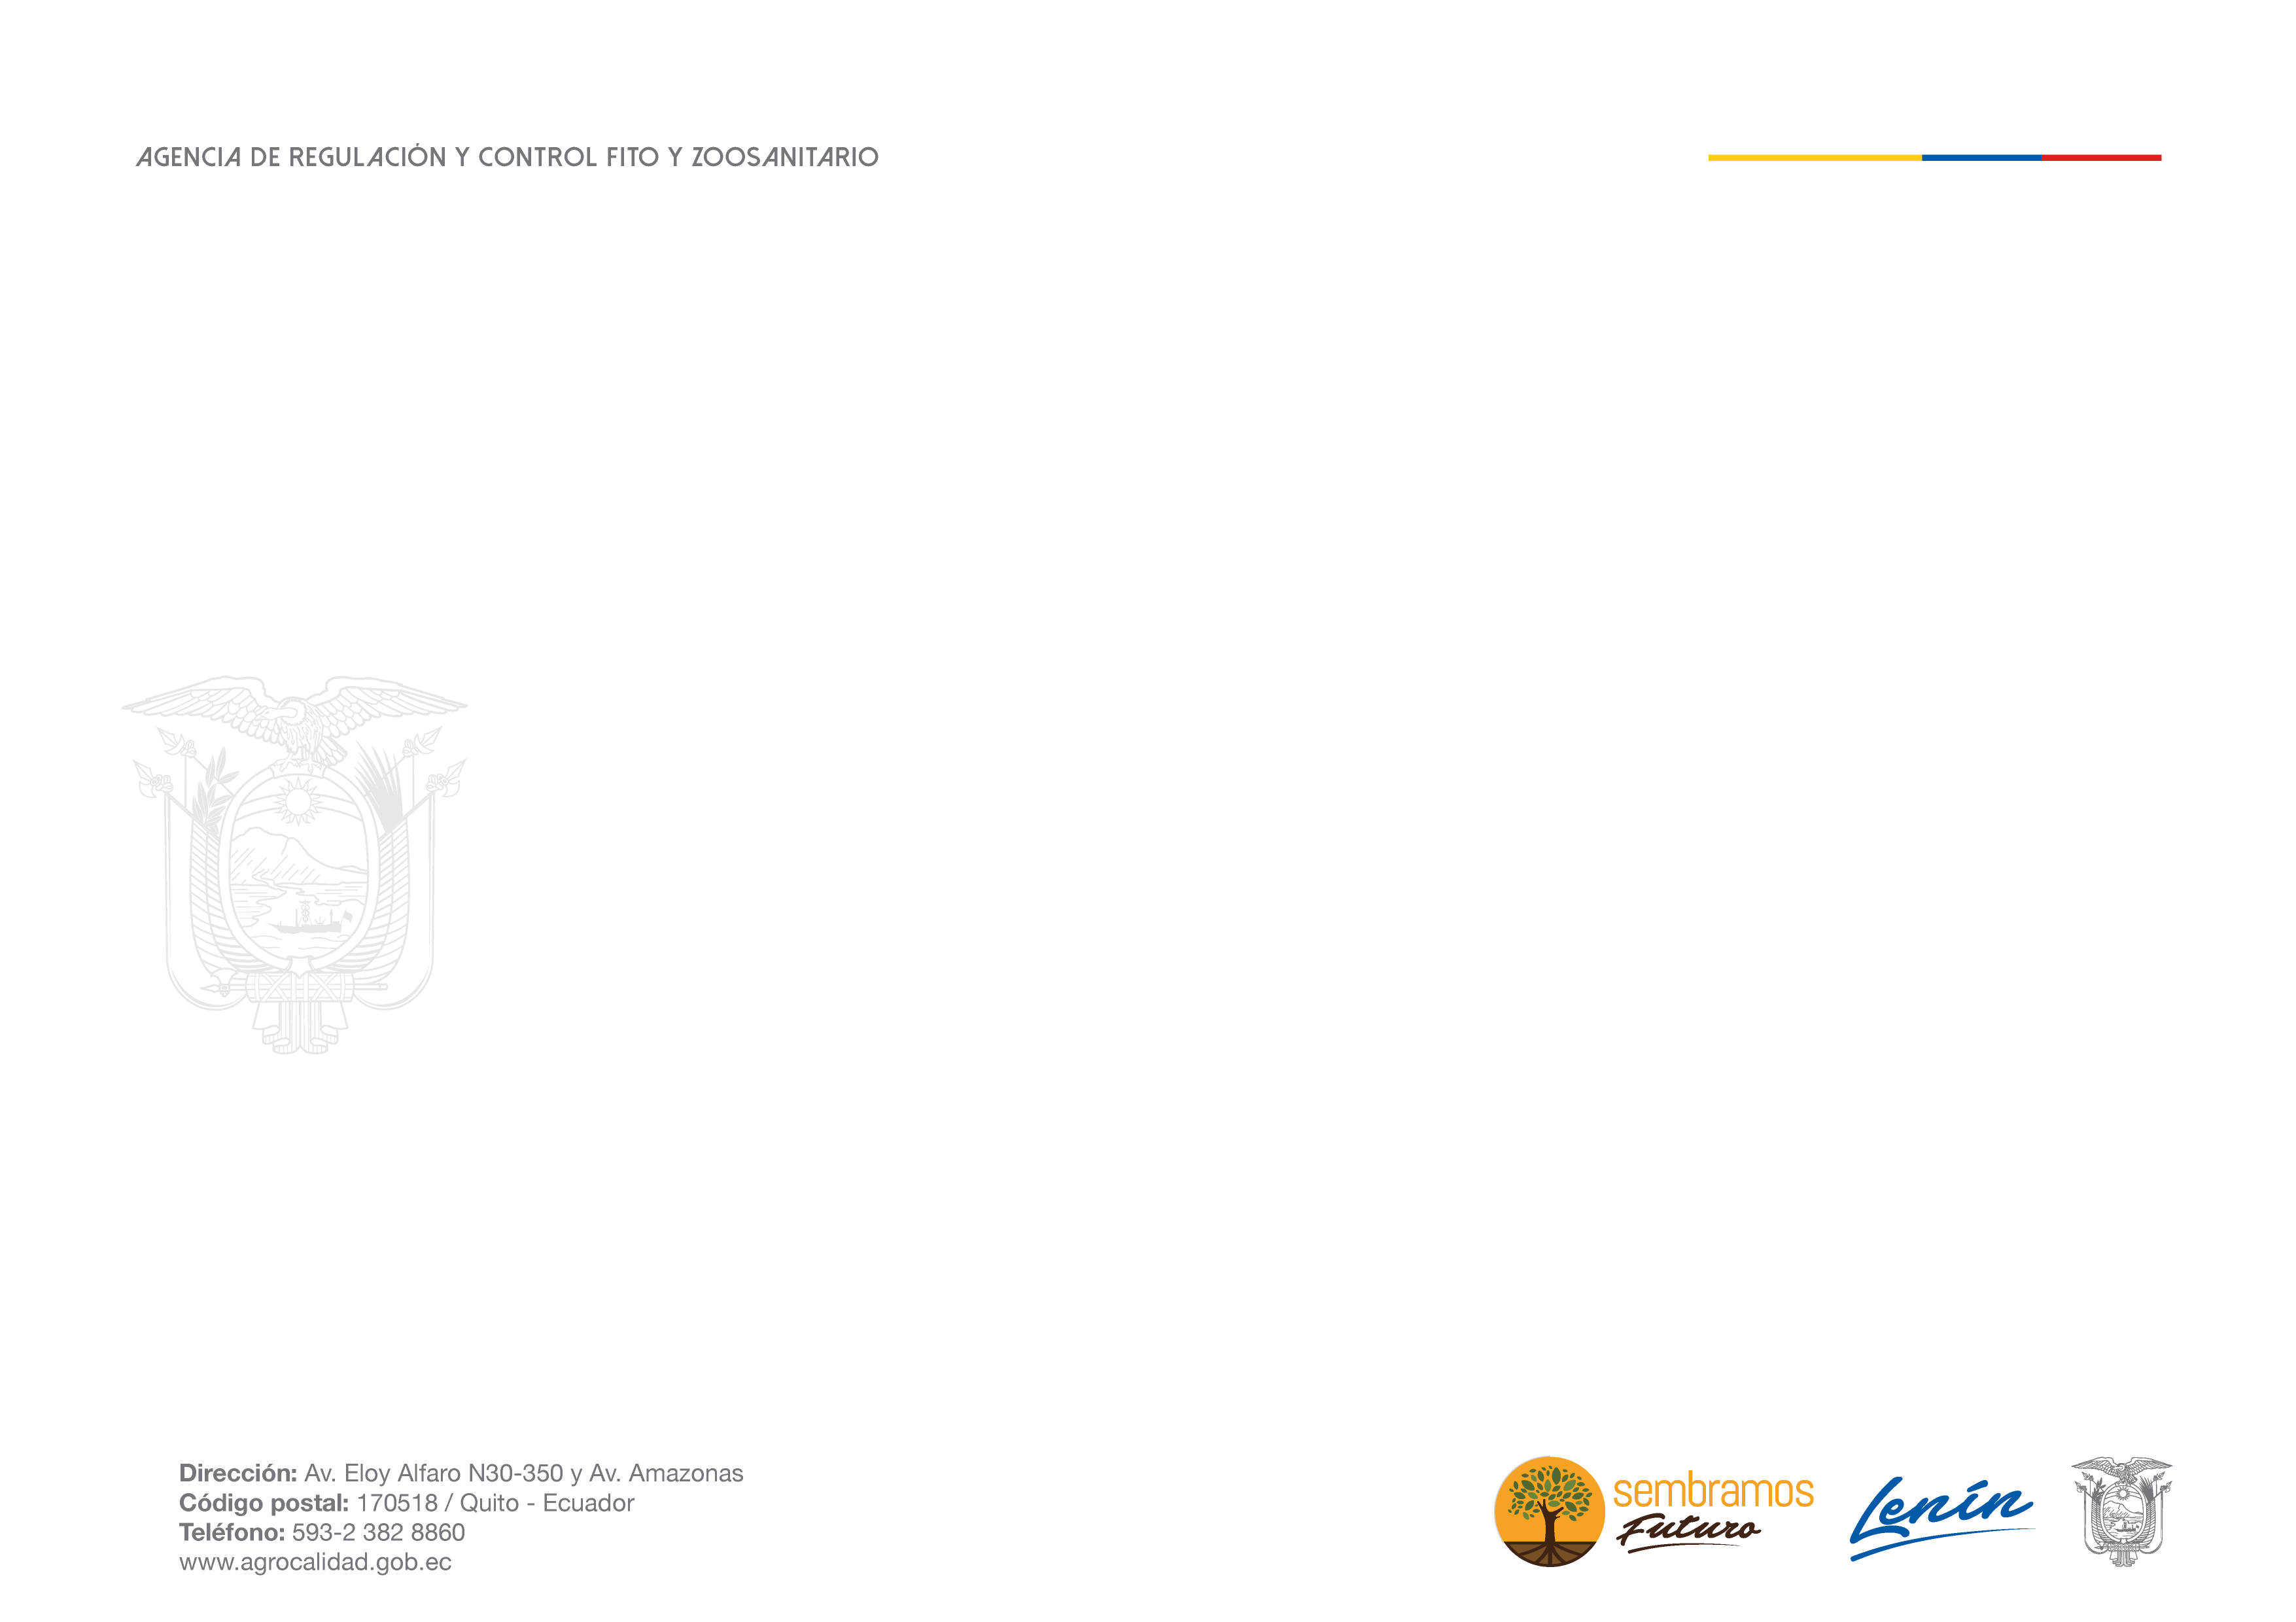 AGENCIA DE REGULACIÓN Y CONTROL FITO Y ZOOSANITARIO
Dirección: Av. Eloy Alfaro N30-350 y Av. Amazonas
Código postal: 170518 / Quito - Ecuador
Teléfono: 593-2 382 8860
www.agrocalidad.gob.ec
sembramos
Futuro
Lenín